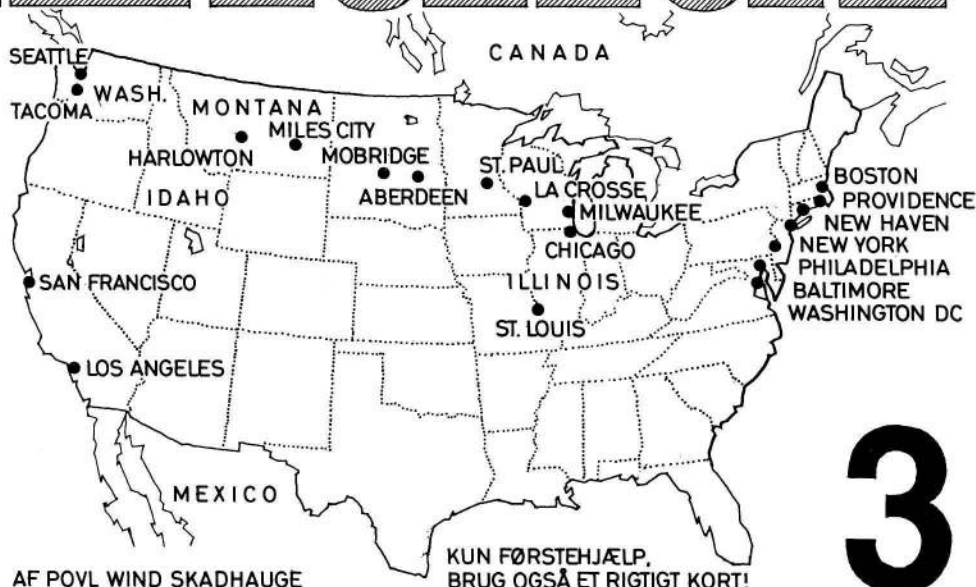 CANADA
SEATTLE
TACOMA
WASH.
MONTANA
HARLOWTON
MILES CITY
MOBRIDGE
ABERDEEN
IDAHO
ST. PAUL
LA CROSSE
MILWAUKEE
CHICAGO
ILLINOIS
ST. LOUIS
BOSTON
PROVIDENCE
NEW HAVEN
NEW YORK
PHILADELPHIA
BALTIMORE
WASHINGTON DC
SAN FRANCISCO
LOS ANGELES
MEXICO
3
AF POVL WIND SKADHAUGE
KUN FØRSTEHJÆLP,
BRUG OGSÅ ET RIGTIGT KORT!